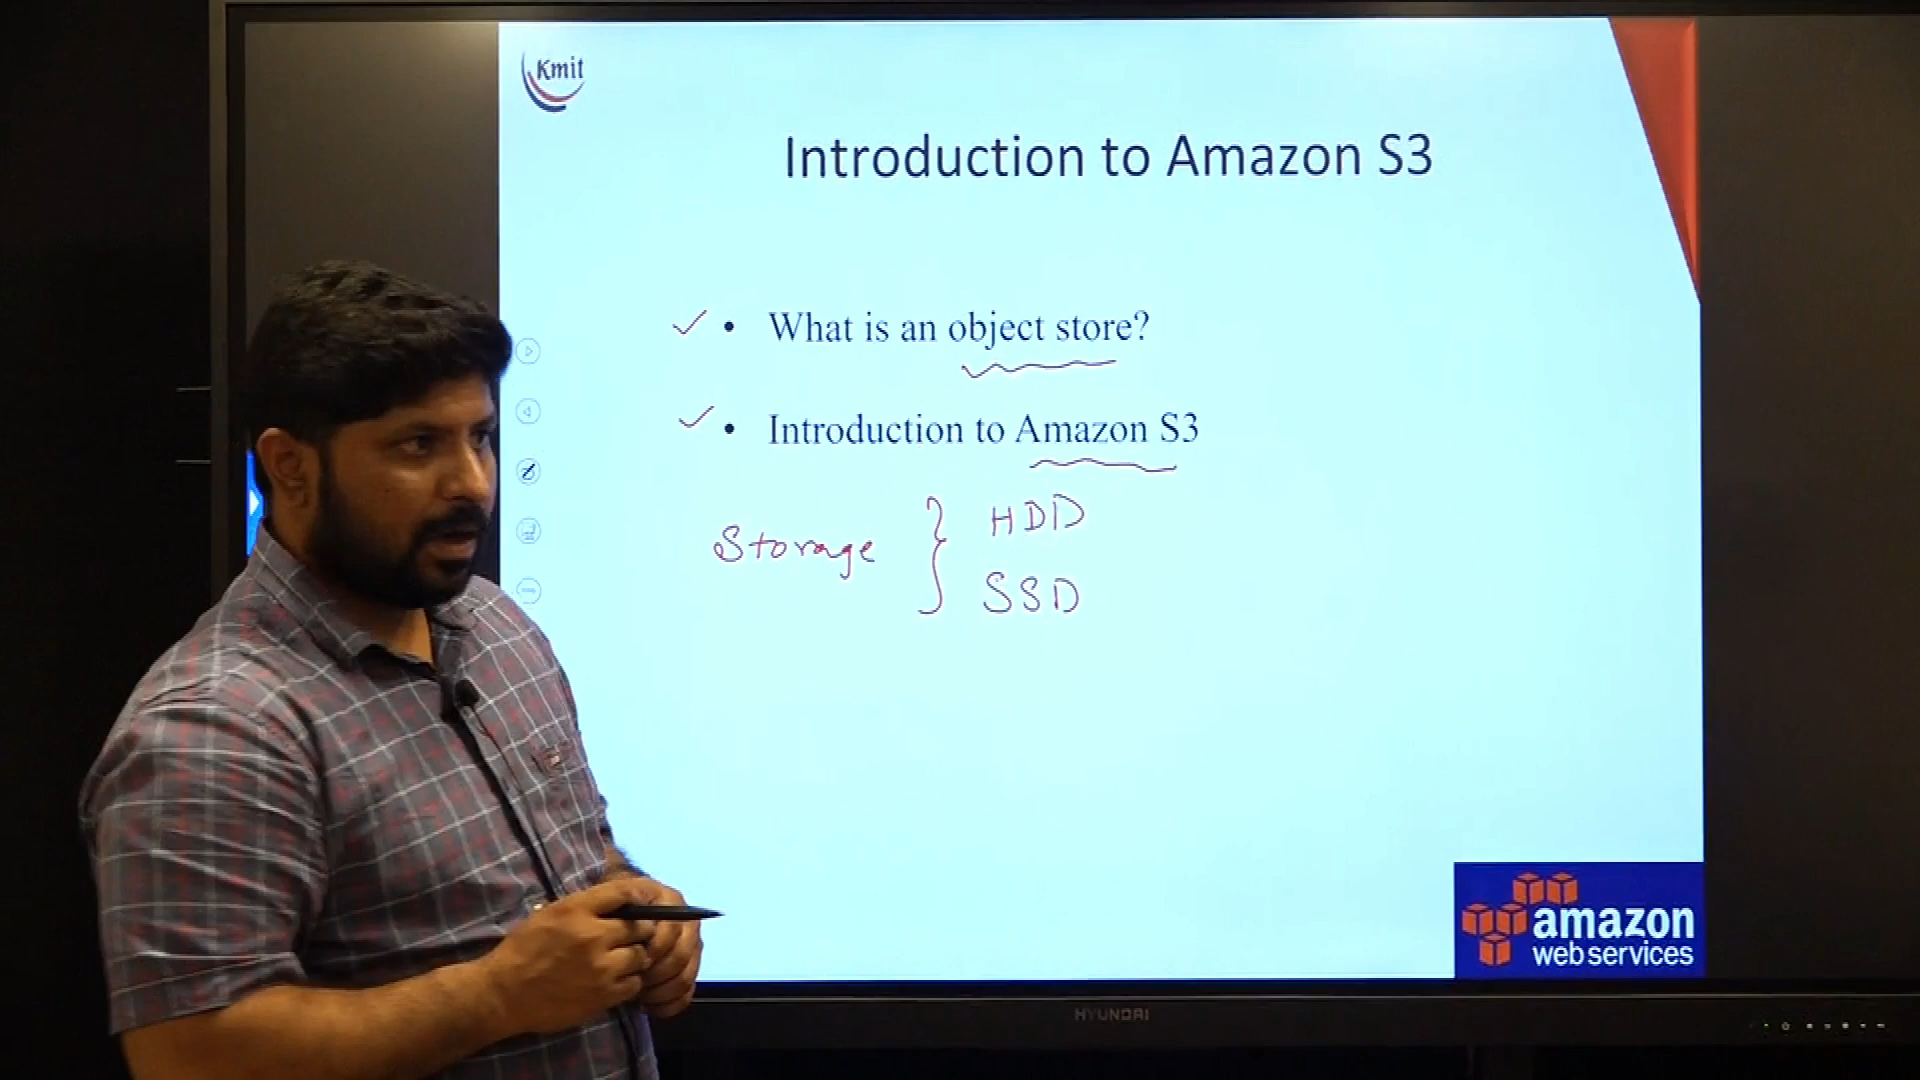 Kmit
Introduction to Amazon S3
• What is an object store?
• Introduction to Amazon S3
Storage } HDD
SSD
amazon
web services
HYUNDAI